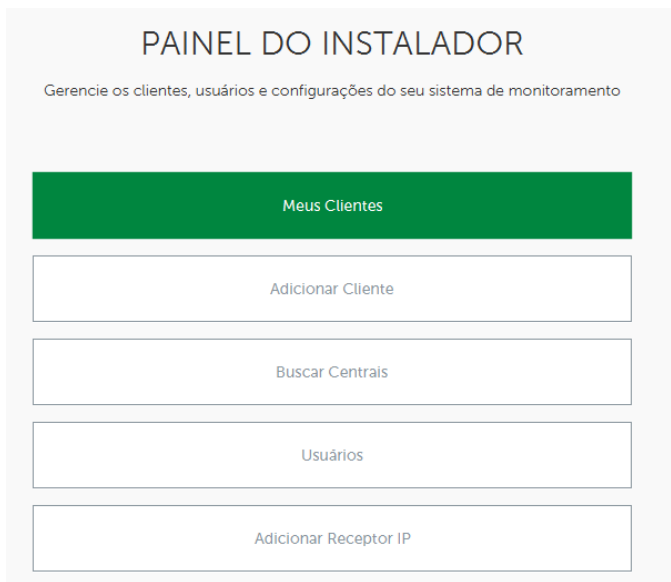 PAINEL DO INSTALADOR
Gerencie os clientes, usuários e configurações do seu sistema de monitoramento
Meus Clientes
Adicionar Cliente
Buscar Centrais
Usuários
Adicionar Receptor IP